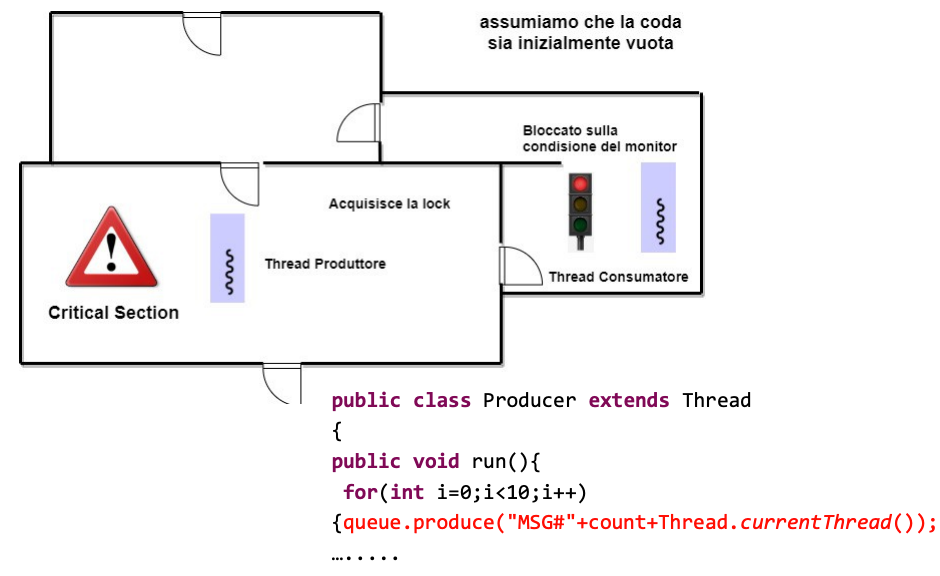 assumiamo che la coda
sia inizialmente vuota
Bloccato sulla
condisione del monitor
Acquisisce la lock
Thread Produttore
Thread Consumatore
Critical Section
public class Producer extends Thread
{
public void run(){
for(int i=0;i<10;i++)
{queue.produce("MSG#"+count+Thread.currentThread());
….....